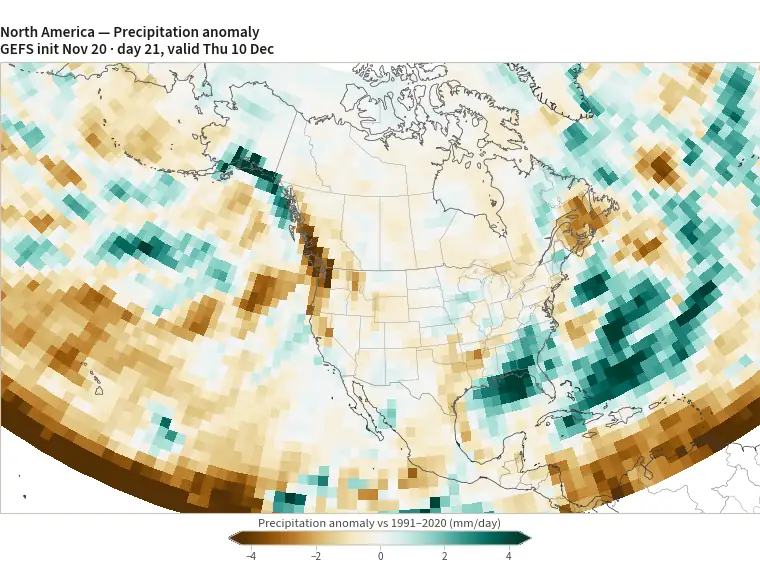 North America — Precipitation anomaly
GEFS init Nov 20 · day 21, valid Thu 10 Dec
Precipitation anomaly vs 1991–2020 (mm/day)
−4 −2 0 2 4